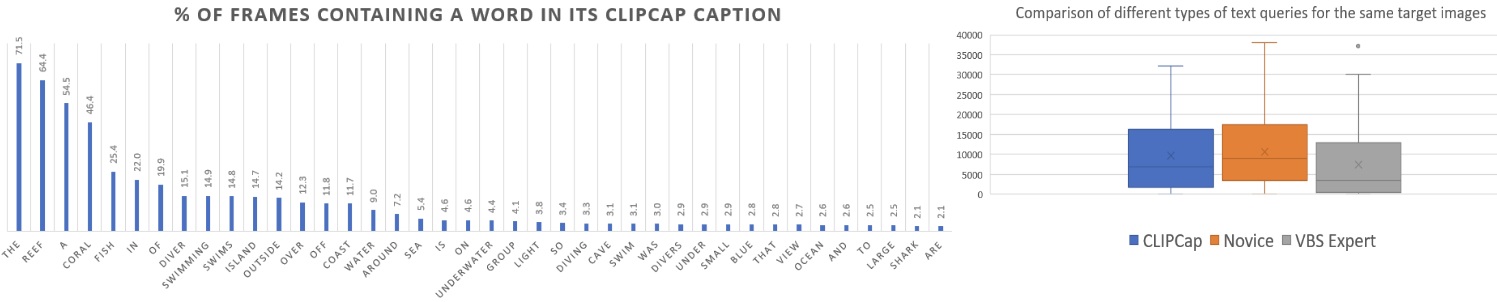 % OF FRAMES CONTAINING A WORD IN ITS CLIPCAP CAPTION
71.5 64.4 54.5 46.4 25.4 22.0 19.9 15.1 14.9 14.8 14.7 14.2 12.3 11.8 11.7 9.0 7.2 5.4 4.6 4.6 4.4 4.1 3.8 3.4 3.3 3.1 3.1 3.0 2.9 2.9 2.9 2.8 2.8 2.7 2.6 2.6 2.5 2.5 2.1 2.1
THE REEF A CORAL FISH IN OF DIVER SWIMMING SWIMS ISLAND OUTSIDE OVER OFF COAST WATER AROUND SEA IS ON UNDERWATER GROUP LIGHT SO DIVING CAVE SWIM WAS DIVERS UNDER SMALL BLUE THAT VIEW OCEAN AND TO LARGE SHARK ARE
Comparison of different types of text queries for the same target images
40000
35000
30000
25000
20000
15000
10000
5000
0
CLIPCap Novice VBS Expert